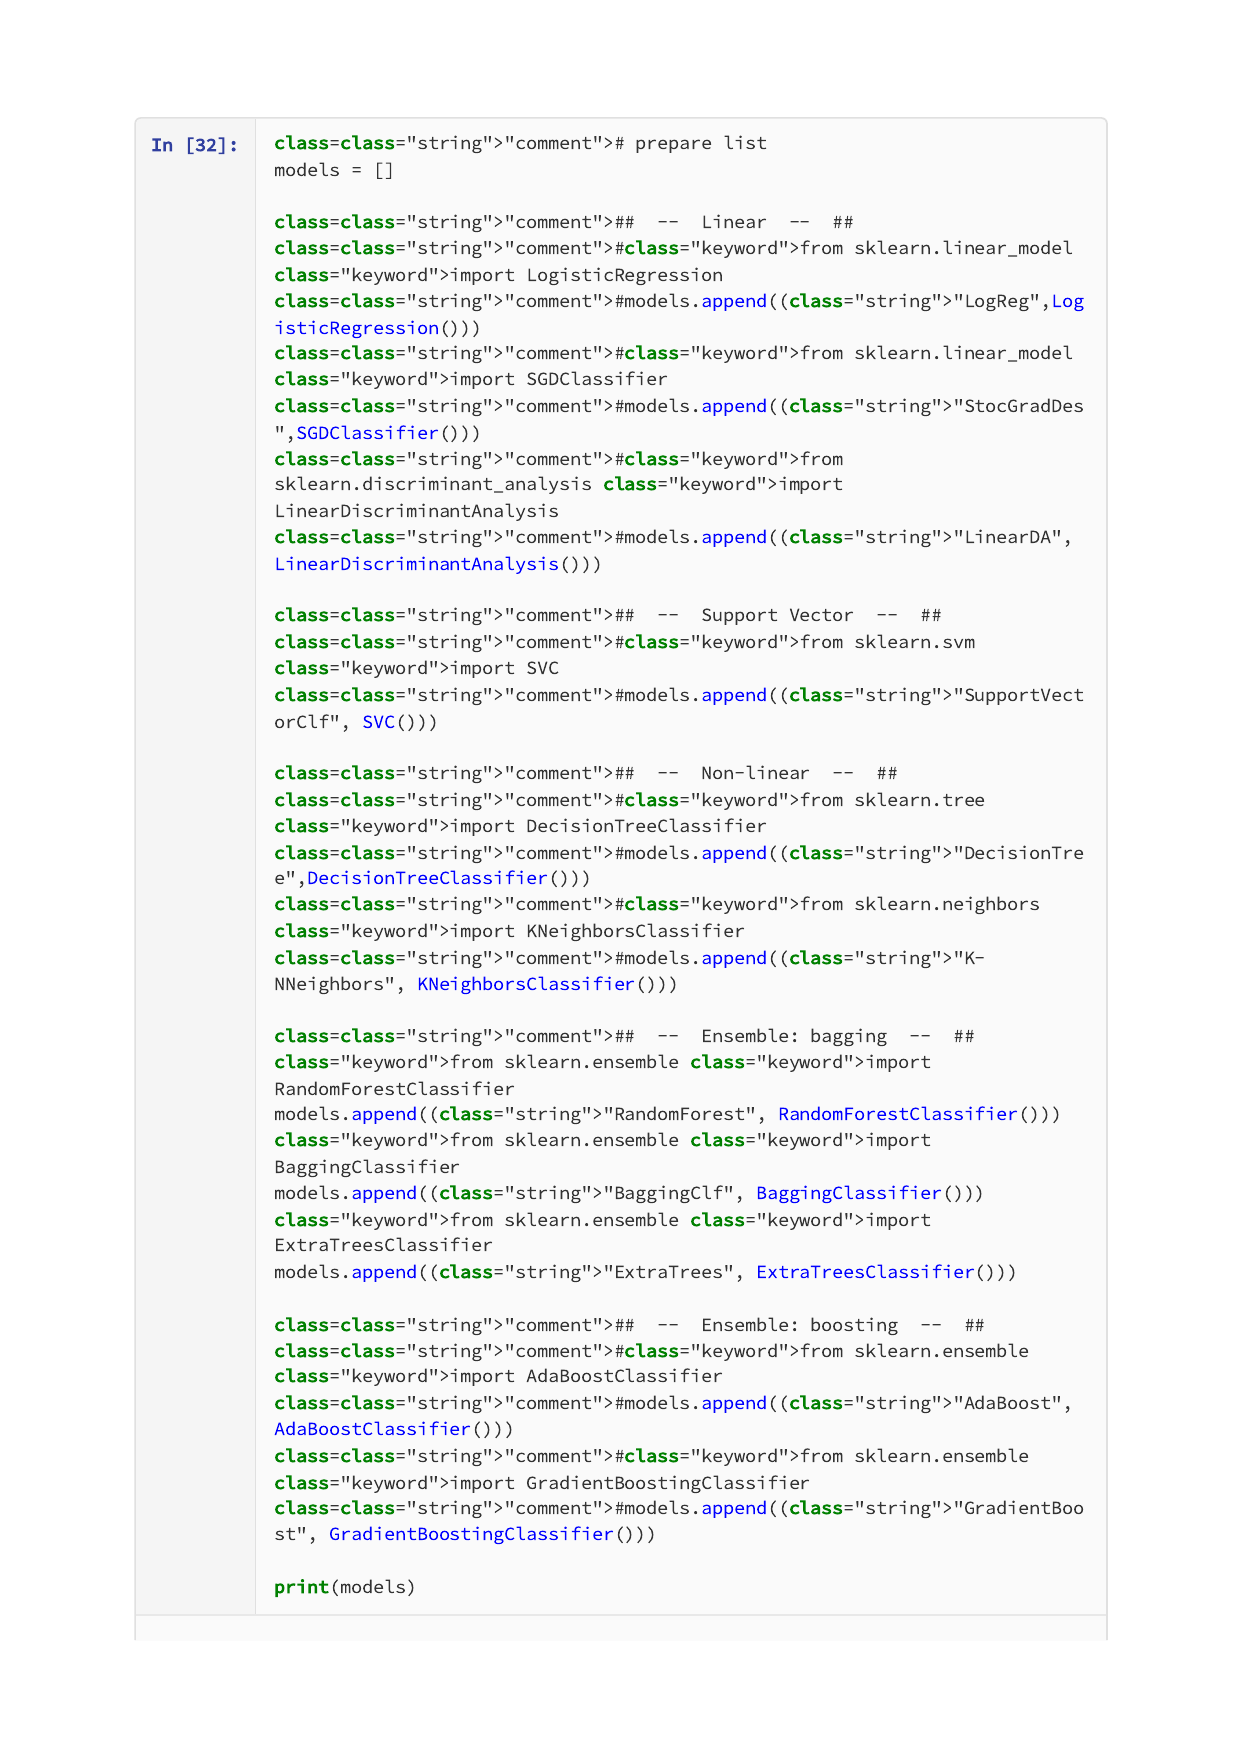 In [32]:
class=class="string">"comment"># prepare list
models = []
class=class="string">"comment">##  --  Linear  --  ##
class=class="string">"comment">#class="keyword">from sklearn.linear_model
class="keyword">import LogisticRegression
class=class="string">"comment">#models.append((class="string">"LogReg",Log
isticRegression()))
class=class="string">"comment">#class="keyword">from sklearn.linear_model
class="keyword">import SGDClassifier
class=class="string">"comment">#models.append((class="string">"StocGradDes
",SGDClassifier()))
class=class="string">"comment">#class="keyword">from
sklearn.discriminant_analysis class="keyword">import
LinearDiscriminantAnalysis
class=class="string">"comment">#models.append((class="string">"LinearDA",
LinearDiscriminantAnalysis()))
class=class="string">"comment">##  --  Support Vector  --  ##
class=class="string">"comment">#class="keyword">from sklearn.svm
class="keyword">import SVC
class=class="string">"comment">#models.append((class="string">"SupportVect
orClf", SVC()))
class=class="string">"comment">##  --  Non-linear  --  ##
class=class="string">"comment">#class="keyword">from sklearn.tree
class="keyword">import DecisionTreeClassifier
class=class="string">"comment">#models.append((class="string">"DecisionTre
e",DecisionTreeClassifier()))
class=class="string">"comment">#class="keyword">from sklearn.neighbors
class="keyword">import KNeighborsClassifier
class=class="string">"comment">#models.append((class="string">"K-
NNeighbors", KNeighborsClassifier()))
class=class="string">"comment">##  --  Ensemble: bagging  --  ##
class="keyword">from sklearn.ensemble class="keyword">import
RandomForestClassifier
models.append((class="string">"RandomForest", RandomForestClassifier()))
class="keyword">from sklearn.ensemble class="keyword">import
BaggingClassifier
models.append((class="string">"BaggingClf", BaggingClassifier()))
class="keyword">from sklearn.ensemble class="keyword">import
ExtraTreesClassifier
models.append((class="string">"ExtraTrees", ExtraTreesClassifier()))
class=class="string">"comment">##  --  Ensemble: boosting  --  ##
class=class="string">"comment">#class="keyword">from sklearn.ensemble
class="keyword">import AdaBoostClassifier
class=class="string">"comment">#models.append((class="string">"AdaBoost",
AdaBoostClassifier()))
class=class="string">"comment">#class="keyword">from sklearn.ensemble
class="keyword">import GradientBoostingClassifier
class=class="string">"comment">#models.append((class="string">"GradientBoo
st", GradientBoostingClassifier()))
print(models)